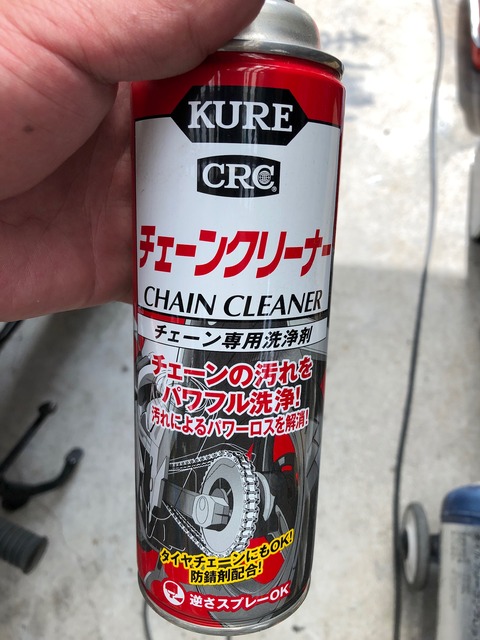 KURE
CRC®
チェーンクリーナー
CHAIN CLEANER
チェーン専用洗浄剤
チェーンの汚れを
パワフル洗浄!
汚れによるパワーロスを解消!
タイヤチェーンにもOK!
防錆剤配合!
逆さスプレーOK